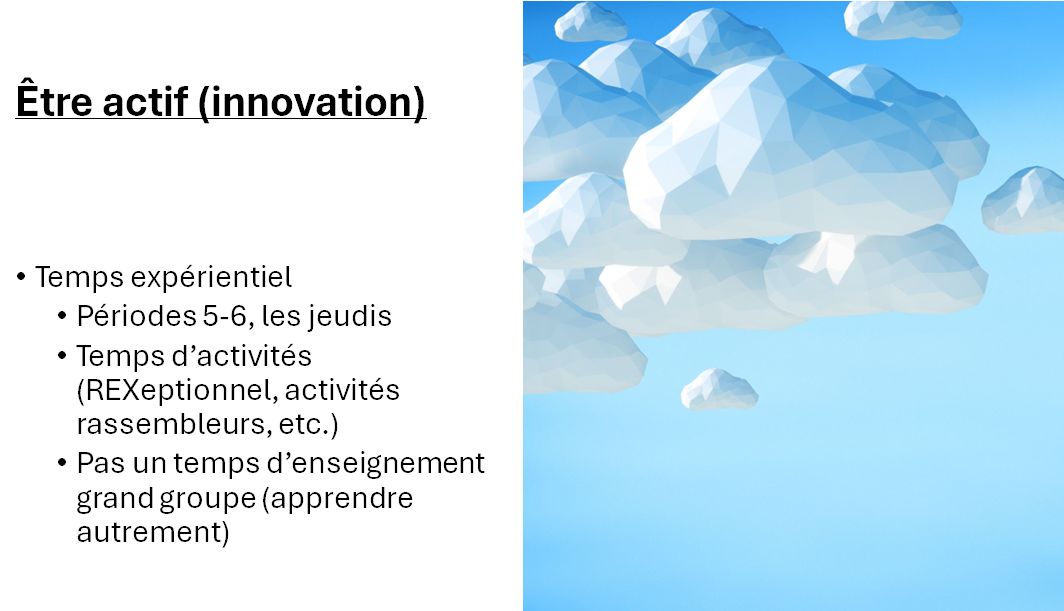 Être actif (innovation)
• Temps expérientiel
• Périodes 5-6, les jeudis
• Temps d’activités
(REXeptionnel, activités
rassembleurs, etc.)
• Pas un temps d’enseignement
grand groupe (apprendre
autrement)